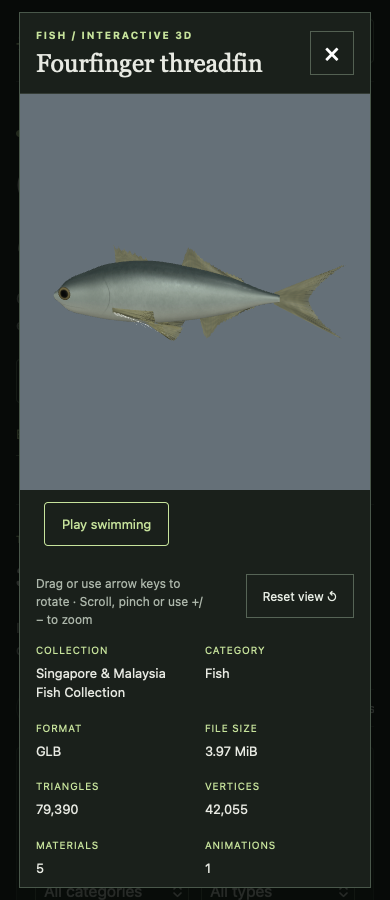 FISH / INTERACTIVE 3D
Fourfinger threadfin
×
Play swimming
Drag or use arrow keys to
rotate · Scroll, pinch or use +/
− to zoom
Reset view ↺
COLLECTION
Singapore & Malaysia
Fish Collection
CATEGORY
Fish
FORMAT
GLB
FILE SIZE
3.97 MiB
TRIANGLES
79,390
VERTICES
42,055
MATERIALS
5
ANIMATIONS
1
All categories
All types